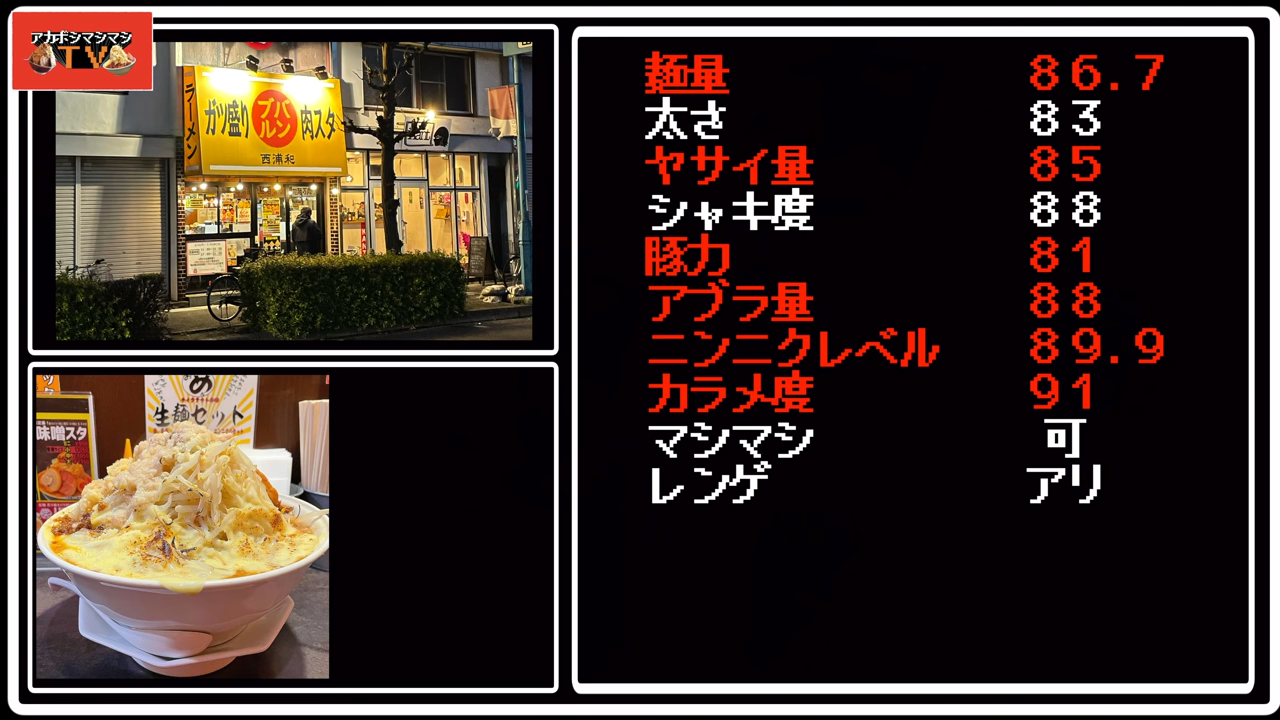 アカボシマシマシ
TV
ラーメン
ガツ盛り
ブバ
ルン
肉スタ
西浦和
め
生麺セット
味噌スタ
麺量 86.7
太さ 83
ヤサイ量 85
シャキ度 88
豚力 81
アブラ量 88
ニンニクレベル 89.9
カラメ度 91
マシマシ 可
レンゲ アリ